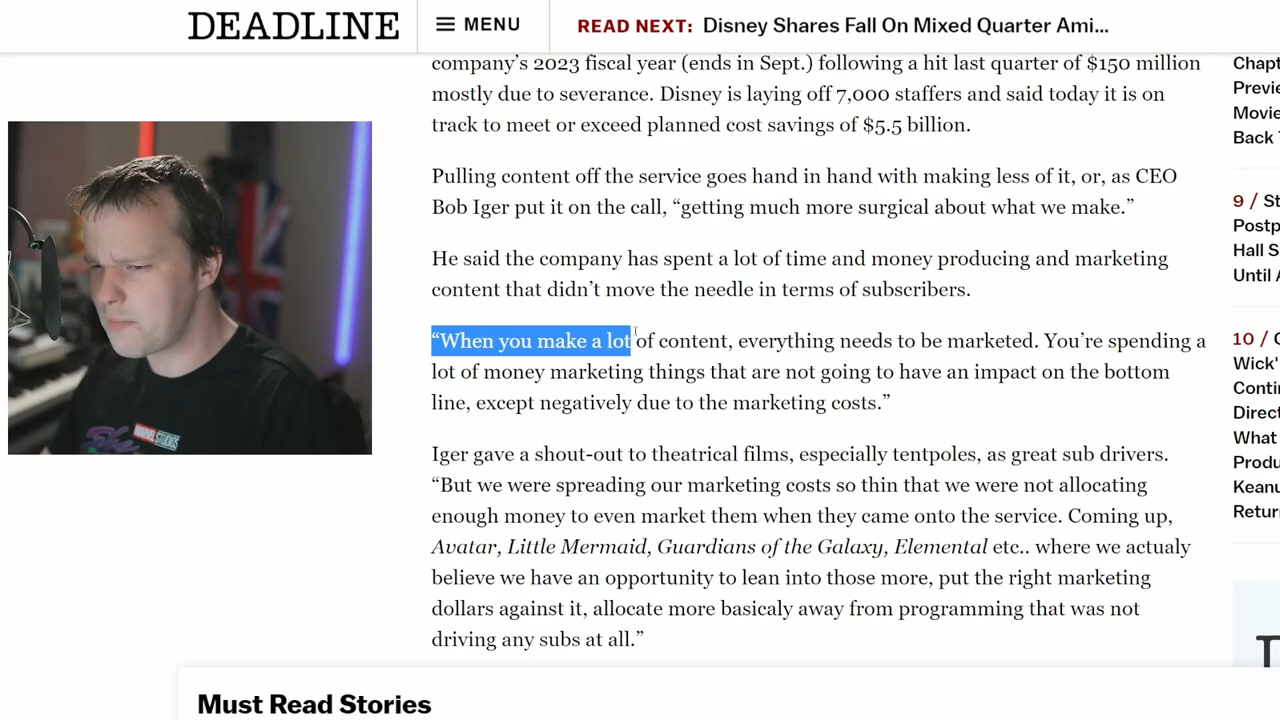 DEADLINE
MENU
READ NEXT: Disney Shares Fall On Mixed Quarter Ami...
company's 2023 fiscal year (ends in Sept.) following a hit last quarter of $150 million
mostly due to severance. Disney is laying off 7,000 staffers and said today it is on
track to meet or exceed planned cost savings of $5.5 billion.
Pulling content off the service goes hand in hand with making less of it, or, as CEO
Bob Iger put it on the call, “getting much more surgical about what we make.”
He said the company has spent a lot of time and money producing and marketing
content that didn’t move the needle in terms of subscribers.
“When you make a lot of content, everything needs to be marketed. You’re spending a
lot of money marketing things that are not going to have an impact on the bottom
line, except negatively due to the marketing costs.”
Iger gave a shout-out to theatrical films, especially tentpoles, as great sub drivers.
“But we were spreading our marketing costs so thin that we were not allocating
enough money to even market them when they came onto the service. Coming up,
Avatar, Little Mermaid, Guardians of the Galaxy, Elemental etc.. where we actualy
believe we have an opportunity to lean into those more, put the right marketing
dollars against it, allocate more basicaly away from programming that was not
driving any subs at all.”
Must Read Stories
Chapt
Previe
Movie
Back
9 / St
Postp
Hall S
Until
10 /
Wick'
Conti
Direct
What
Produ
Keanu
Retur
MARVEL STUDIOS